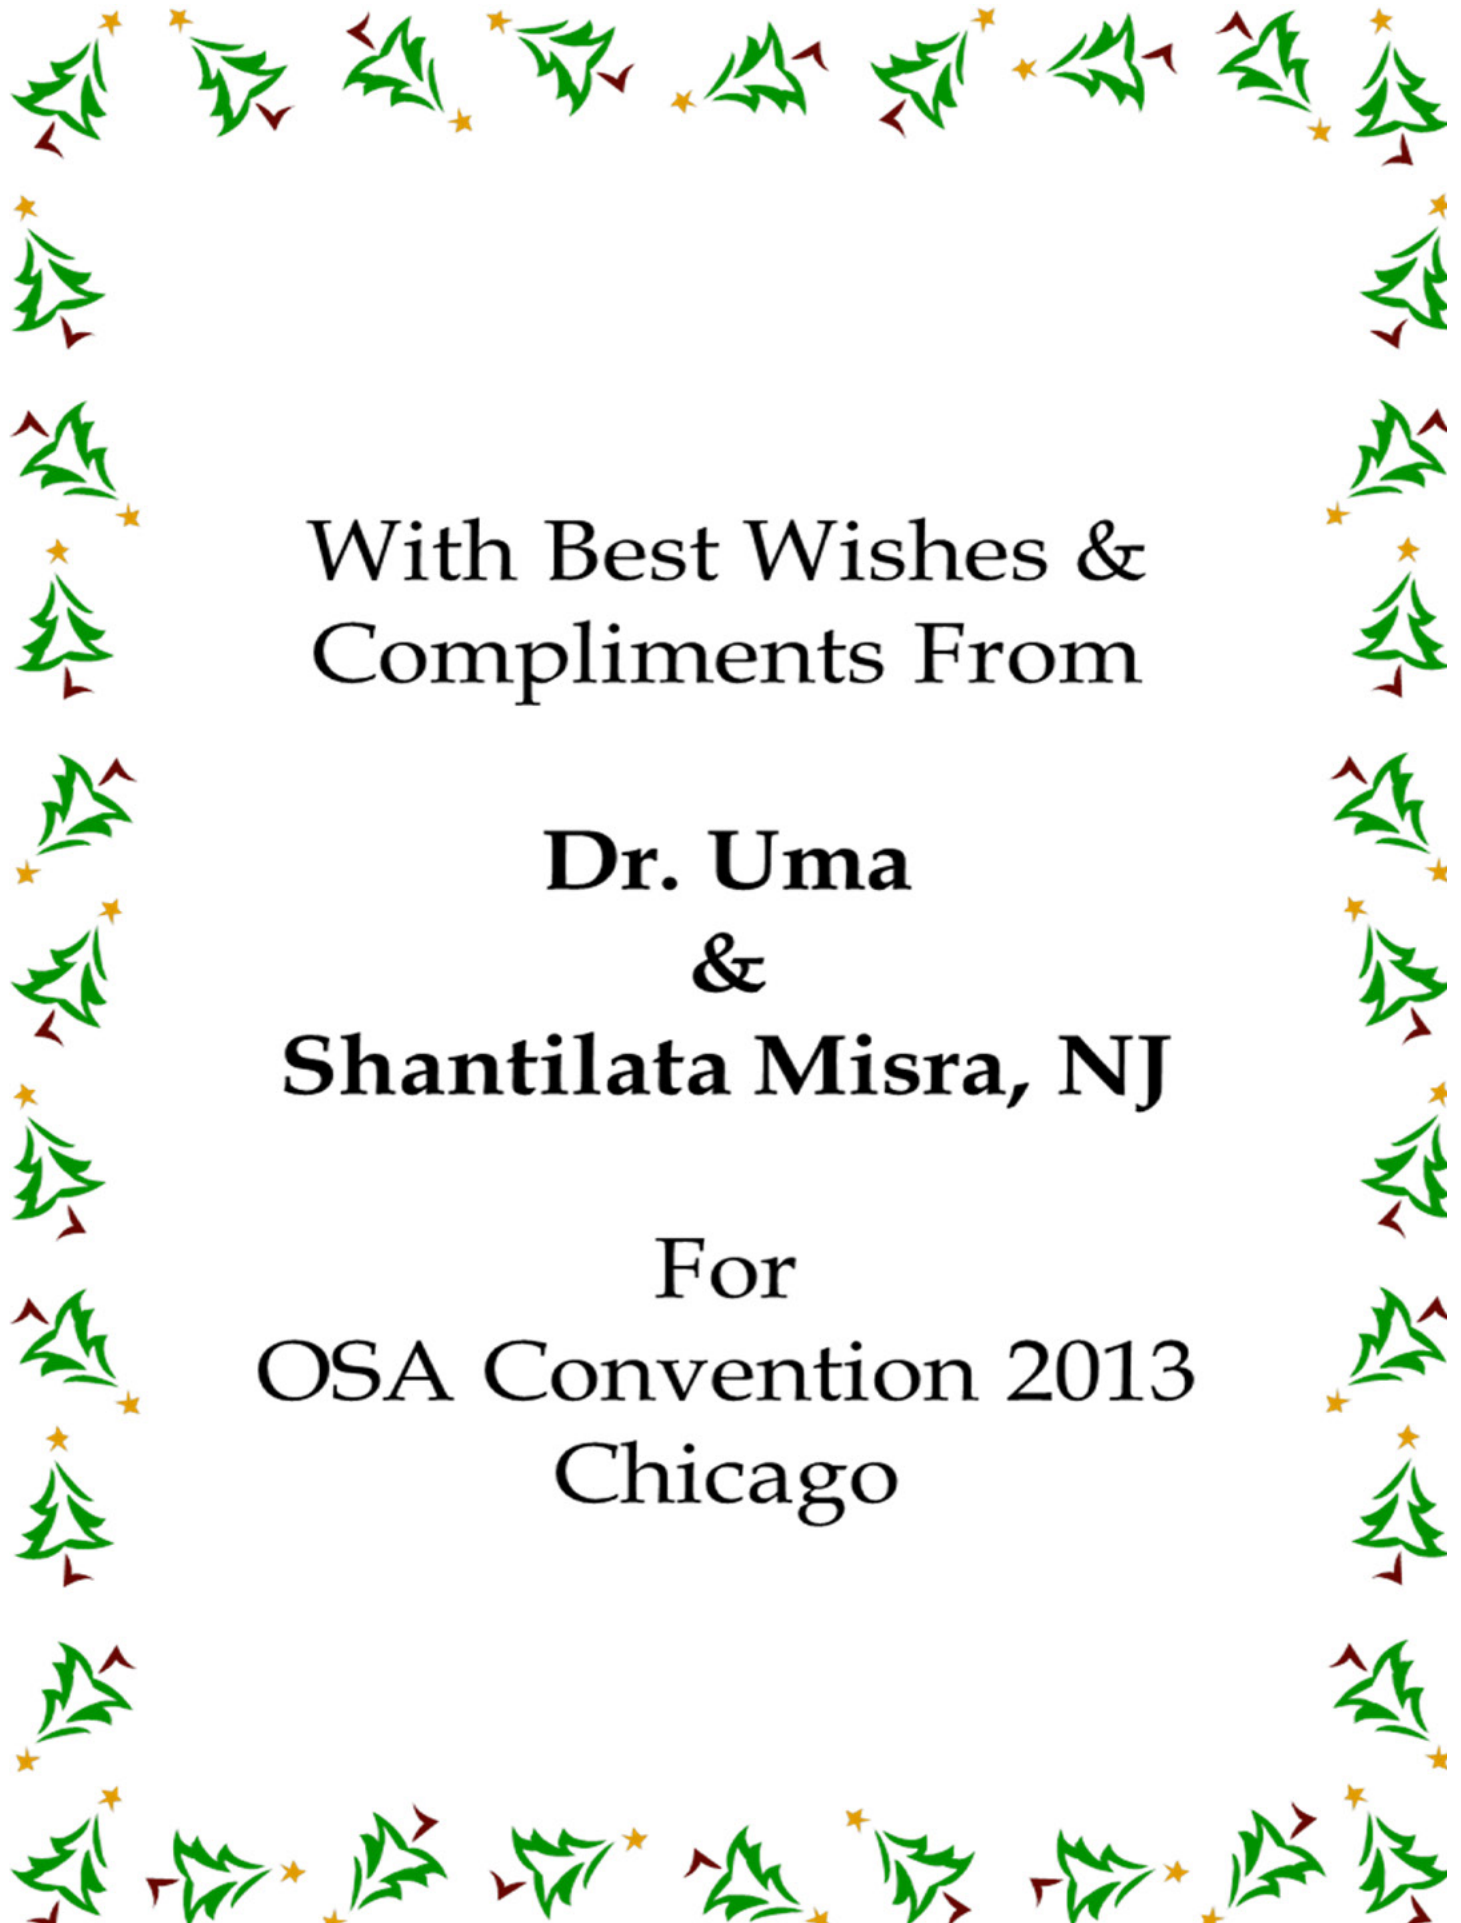 With Best Wishes &
Compliments From
Dr. Uma
&
Shantilata Misra, NJ
For
OSA Convention 2013
Chicago